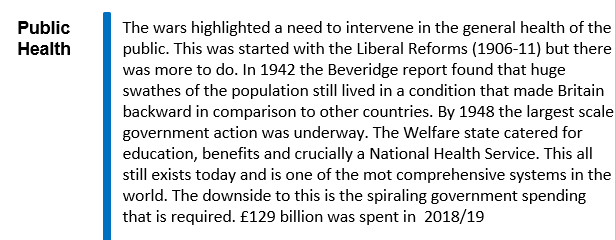 Public
Health
The wars highlighted a need to intervene in the general health of the
public. This was started with the Liberal Reforms (1906-11) but there
was more to do. In 1942 the Beveridge report found that huge
swathes of the population still lived in a condition that made Britain
backward in comparison to other countries. By 1948 the largest scale
government action was underway. The Welfare state catered for
education, benefits and crucially a National Health Service. This all
still exists today and is one of the mot comprehensive systems in the
world. The downside to this is the spiraling government spending
that is required. £129 billion was spent in  2018/19